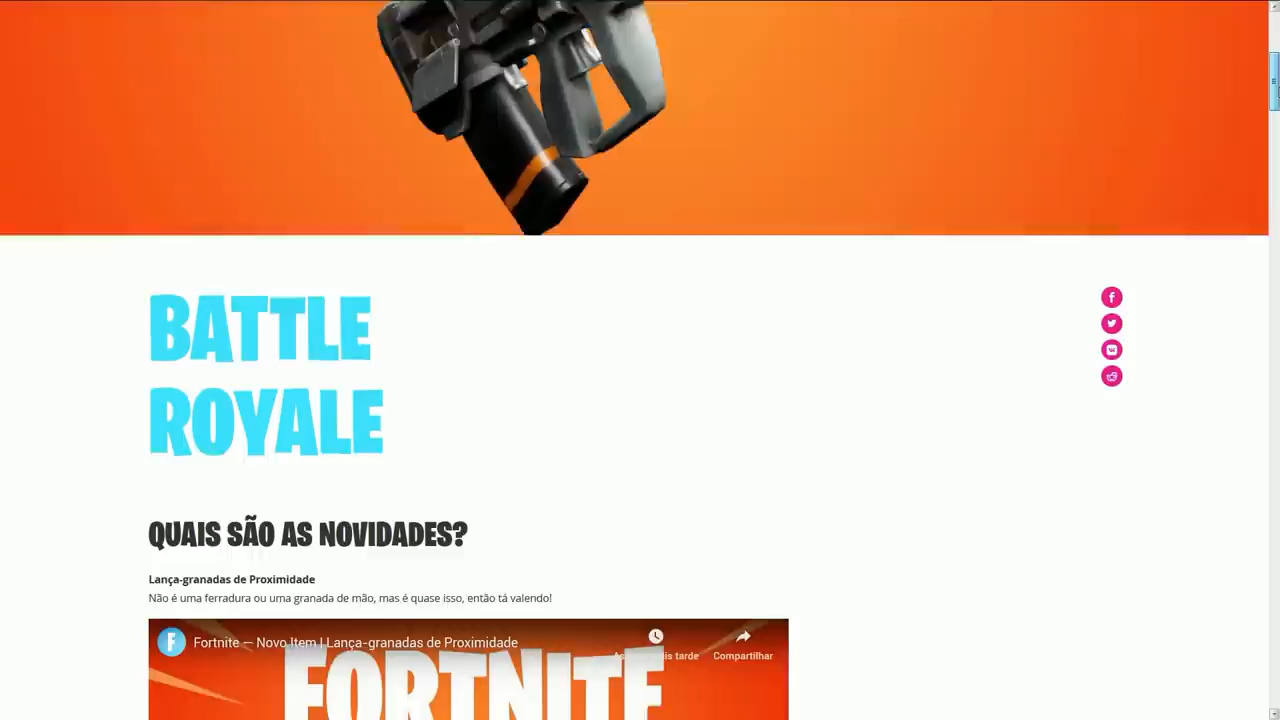 BATTLE
ROYALE
QUAIS SÃO AS NOVIDADES?
Lança-granadas de Proximidade
Não é uma ferradura ou uma granada de mão, mas é quase isso, então tá valendo!
F Fortnite — Novo Item | Lança-granadas de Proximidade
tarde Compartilhar
FORTNITE